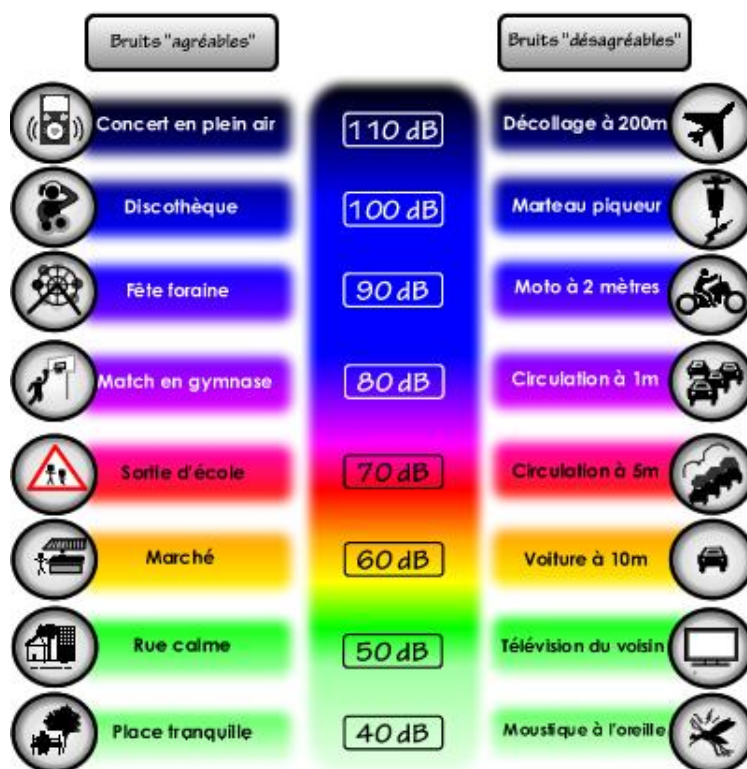 Bruits "agréables"
Bruits "désagréables"
Concert en plein air
110 dB
Décollage à 200m
Discothèque
100 dB
Marteau piqueur
Fête foraine
90 dB
Moto à 2 mètres
Match en gymnase
80 dB
Circulation à 1m
Sortie d'école
70 dB
Circulation à 5m
Marché
60 dB
Voiture à 10m
Rue calme
50 dB
Télévision du voisin
Place tranquille
40 dB
Moustique à l'oreille